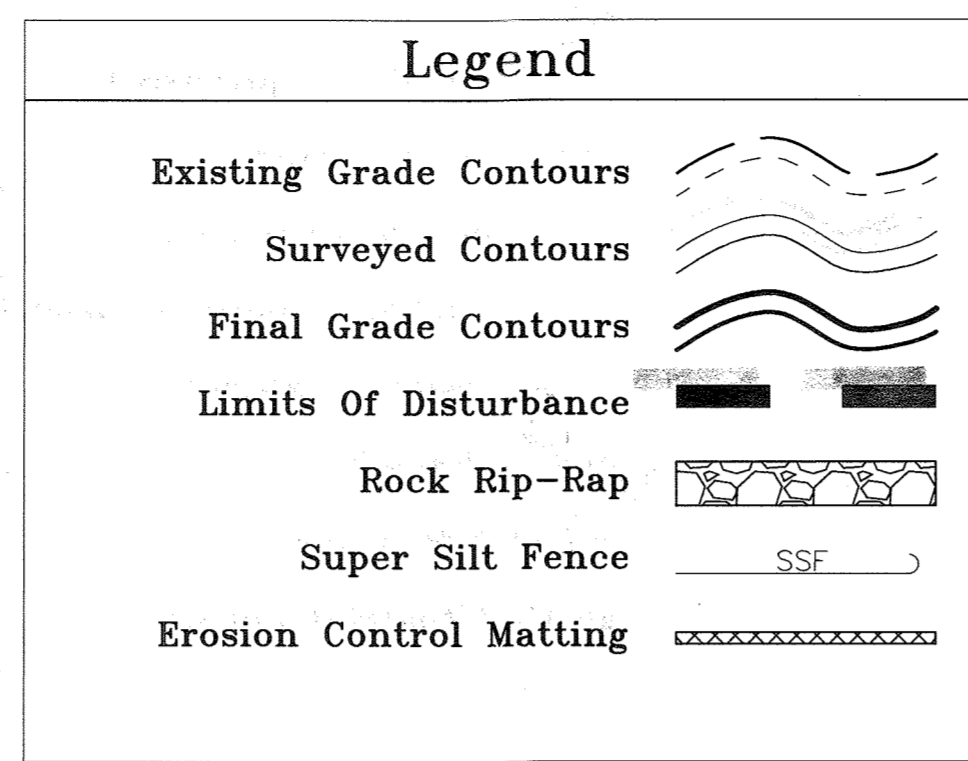 Legend
Existing Grade Contours
Surveyed Contours
Final Grade Contours
Limits Of Disturbance
Rock Rip-Rap
Super Silt Fence SSF
Erosion Control Matting